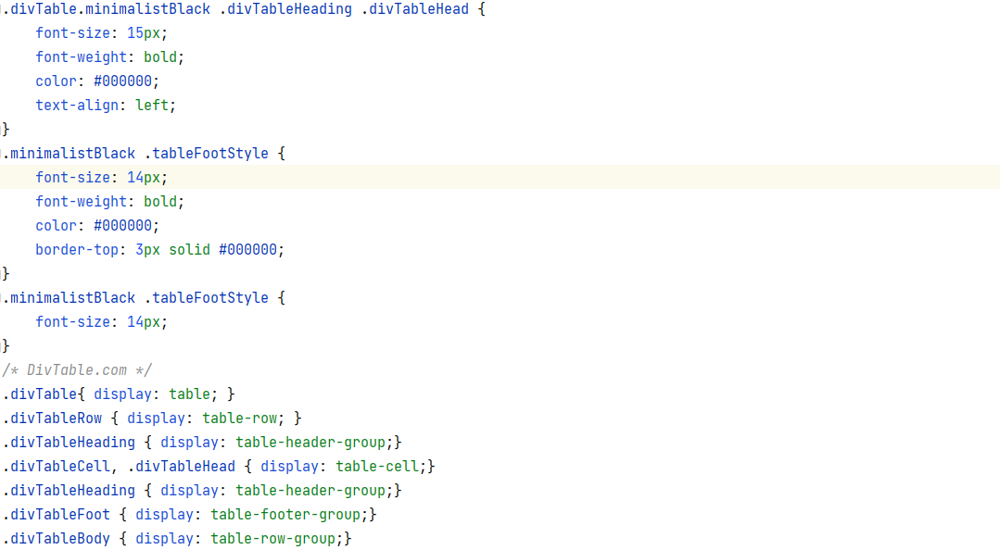 .divTable.minimalistBlack .divTableHeading .divTableHead {
    font-size: 15px;
    font-weight: bold;
    color: #000000;
    text-align: left;
}
.minimalistBlack .tableFootStyle {
    font-size: 14px;
    font-weight: bold;
    color: #000000;
    border-top: 3px solid #000000;
}
.minimalistBlack .tableFootStyle {
    font-size: 14px;
}
/* DivTable.com */
.divTable{ display: table; }
.divTableRow { display: table-row; }
.divTableHeading { display: table-header-group;}
.divTableCell, .divTableHead { display: table-cell;}
.divTableHeading { display: table-header-group;}
.divTableFoot { display: table-footer-group;}
.divTableBody { display: table-row-group;}